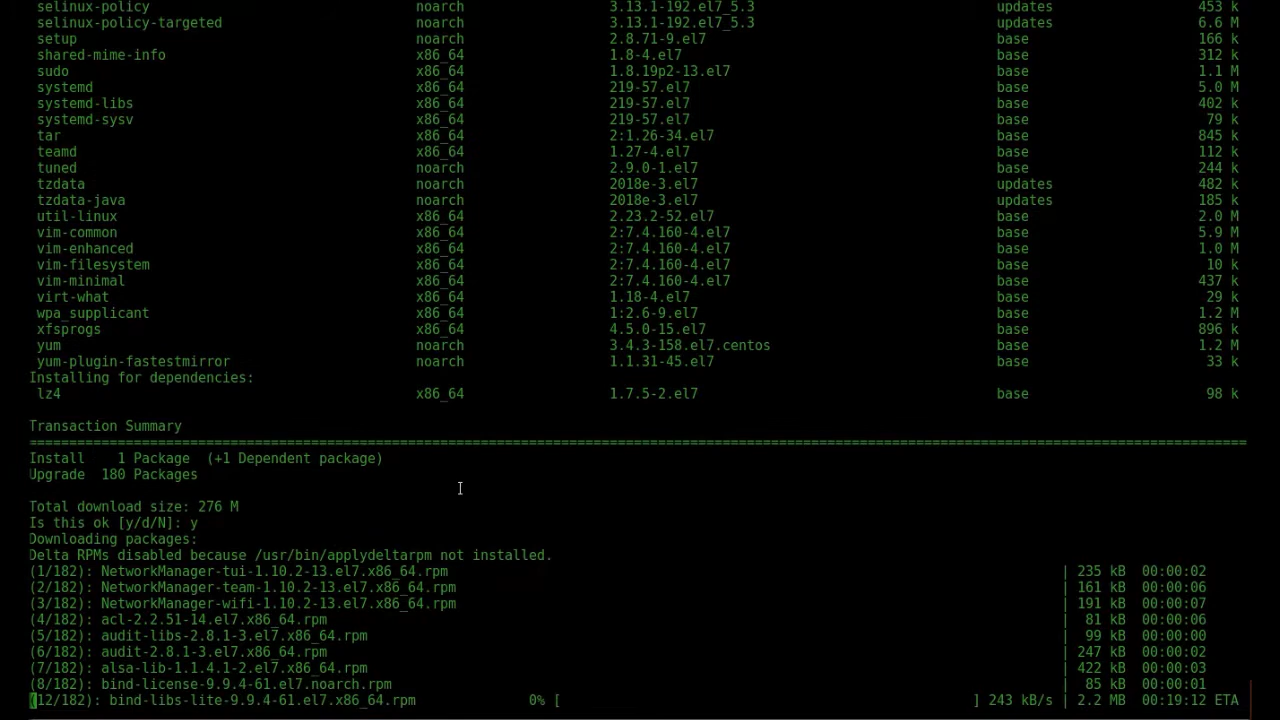 selinux-policy noarch 3.13.1-192.el7_5.3 updates 453 k
selinux-policy-targeted noarch 3.13.1-192.el7_5.3 updates 6.6 M
setup noarch 2.8.71-9.el7 base 166 k
shared-mime-info x86_64 1.8-4.el7 base 312 k
sudo x86_64 1.8.19p2-13.el7 base 1.1 M
systemd x86_64 219-57.el7 base 5.0 M
systemd-libs x86_64 219-57.el7 base 402 k
systemd-sysv x86_64 219-57.el7 base 79 k
tar x86_64 2:1.26-34.el7 base 845 k
teamd x86_64 1.27-4.el7 base 112 k
tuned noarch 2.9.0-1.el7 base 244 k
tzdata noarch 2018e-3.el7 updates 482 k
tzdata-java noarch 2018e-3.el7 updates 185 k
util-linux x86_64 2.23.2-52.el7 base 2.0 M
vim-common x86_64 2:7.4.160-4.el7 base 5.9 M
vim-enhanced x86_64 2:7.4.160-4.el7 base 1.0 M
vim-filesystem x86_64 2:7.4.160-4.el7 base 10 k
vim-minimal x86_64 2:7.4.160-4.el7 base 437 k
virt-what x86_64 1.18-4.el7 base 29 k
wpa_supplicant x86_64 1:2.6-9.el7 base 1.2 M
xfsprogs x86_64 4.5.0-15.el7 base 896 k
yum noarch 3.4.3-158.el7.centos base 1.2 M
yum-plugin-fastestmirror noarch 1.1.31-45.el7 base 33 k
Installing for dependencies:
lz4 x86_64 1.7.5-2.el7 base 98 k
Transaction Summary
================================================================================
Install 1 Package (+1 Dependent package)
Upgrade 180 Packages
Total download size: 276 M
Is this ok [y/d/N]: y
Downloading packages:
Delta RPMs disabled because /usr/bin/applydeltarpm not installed.
(1/182): NetworkManager-tui-1.10.2-13.el7.x86_64.rpm | 235 kB 00:00:02
(2/182): NetworkManager-team-1.10.2-13.el7.x86_64.rpm | 161 kB 00:00:06
(3/182): NetworkManager-wifi-1.10.2-13.el7.x86_64.rpm | 191 kB 00:00:07
(4/182): acl-2.2.51-14.el7.x86_64.rpm | 81 kB 00:00:06
(5/182): audit-libs-2.8.1-3.el7.x86_64.rpm | 99 kB 00:00:00
(6/182): audit-2.8.1-3.el7.x86_64.rpm | 247 kB 00:00:02
(7/182): alsa-lib-1.1.4.1-2.el7.x86_64.rpm | 422 kB 00:00:03
(8/182): bind-license-9.9.4-61.el7.noarch.rpm | 85 kB 00:00:01
(12/182): bind-libs-lite-9.9.4-61.el7.x86_64.rpm 0% [ ] 243 kB/s | 2.2 MB 00:19:12 ETA